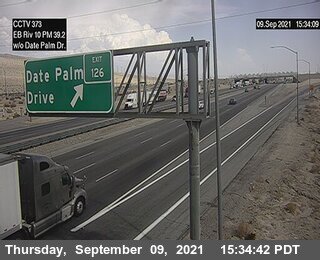 CCTV 373
EB Riv 10 PM 39.2
w/o Date Palm Dr.
09.Sep 2021 15:34:09
EXIT
126
Date Palm
Drive
Thursday, September 09, 2021 15:34:42 PDT